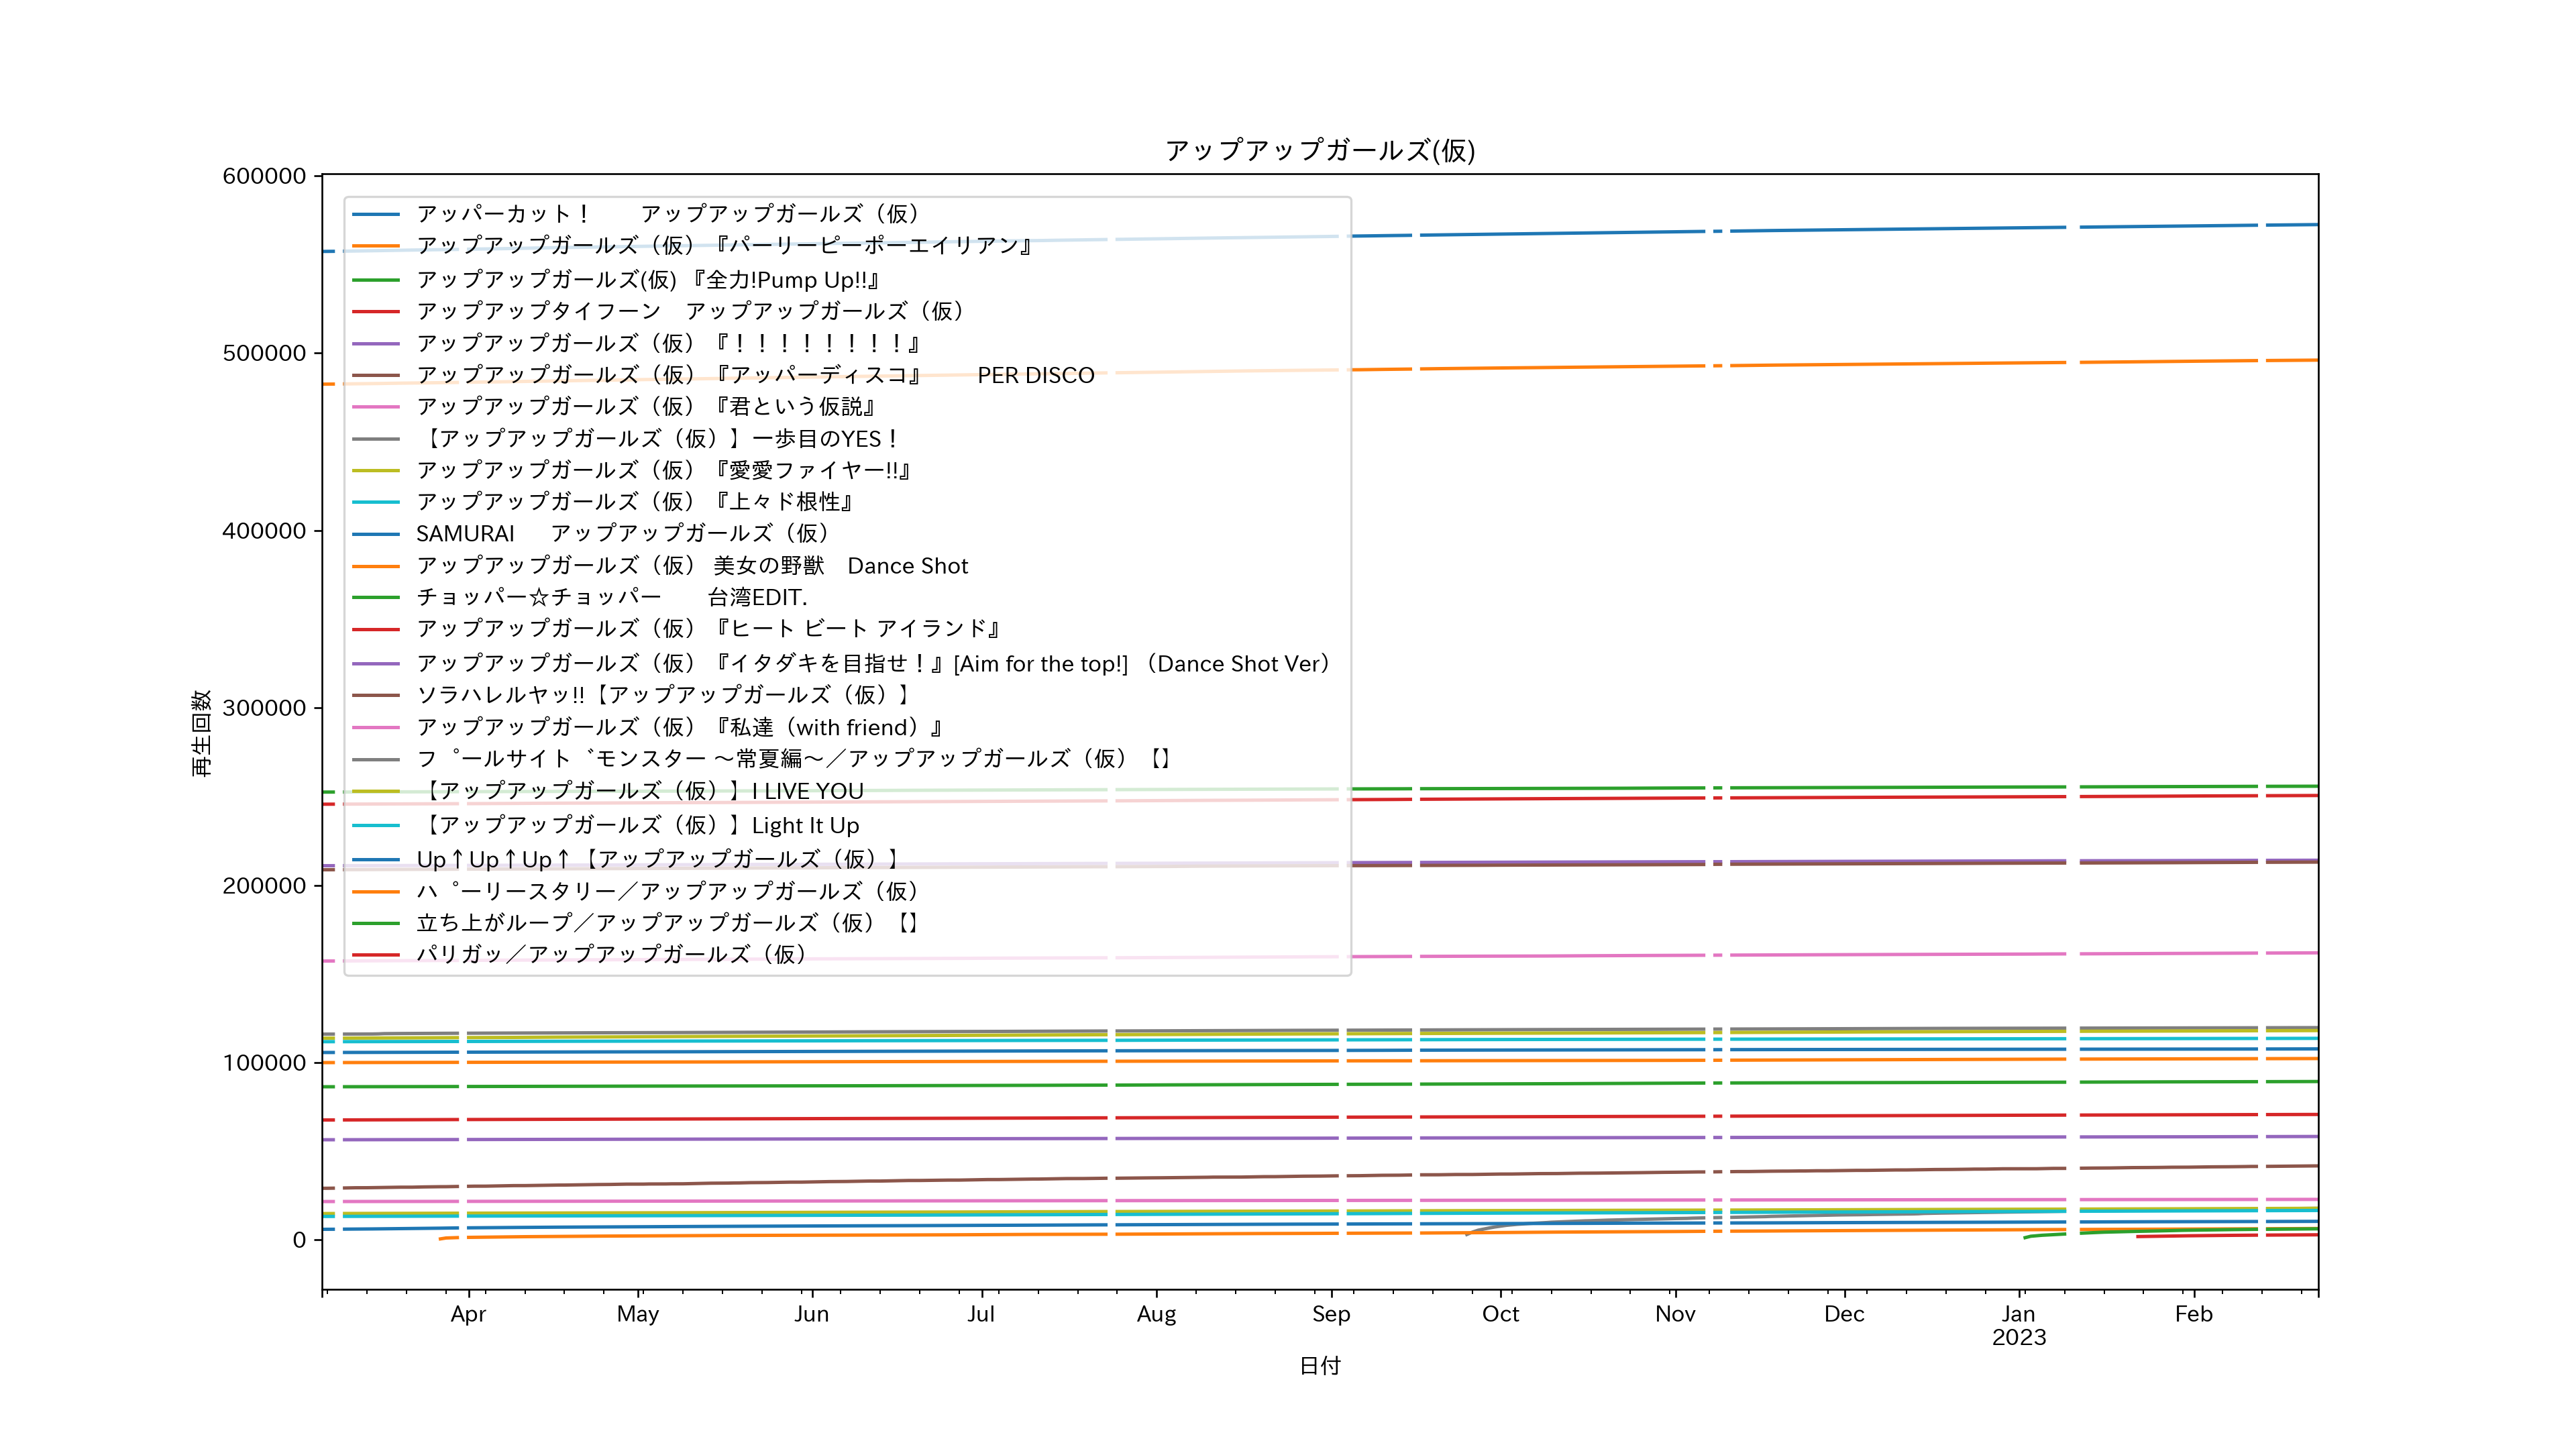 アップアップガールズ(仮)
600000
500000
400000
300000
200000
100000
0
再生回数
アッパーカット！　　アップアップガールズ（仮）
アップアップガールズ（仮）『パーリーピーポーエイリアン』
アップアップガールズ(仮) 『全力!Pump Up!!』
アップアップタイフーン　アップアップガールズ（仮）
アップアップガールズ（仮）『！！！！！！！！』
アップアップガールズ（仮）『アッパーディスコ』　　PER DISCO
アップアップガールズ（仮）『君という仮説』
【アップアップガールズ（仮）】一歩目のYES！
アップアップガールズ（仮）『愛愛ファイヤー!!』
アップアップガールズ（仮）『上々ド根性』
SAMURAI　 アップアップガールズ（仮）
アップアップガールズ（仮） 美女の野獣　Dance Shot
チョッパー☆チョッパー　　台湾EDIT.
アップアップガールズ（仮）『ヒート ビート アイランド』
アップアップガールズ（仮）『イタダキを目指せ！』[Aim for the top!] （Dance Shot Ver）
ソラハレルヤッ!!【アップアップガールズ（仮）】
アップアップガールズ（仮）『私達（with friend）』
フ゜ールサイト゛モンスター 〜常夏編〜／アップアップガールズ（仮）【】
【アップアップガールズ（仮）】I LIVE YOU
【アップアップガールズ（仮）】Light It Up
Up↑Up↑Up↑【アップアップガールズ（仮）】
ハ゜ーリースタリー／アップアップガールズ（仮）
立ち上がループ／アップアップガールズ（仮）【】
パリガッ／アップアップガールズ（仮）
Apr May Jun Jul Aug Sep Oct Nov Dec Jan Feb
2023
日付